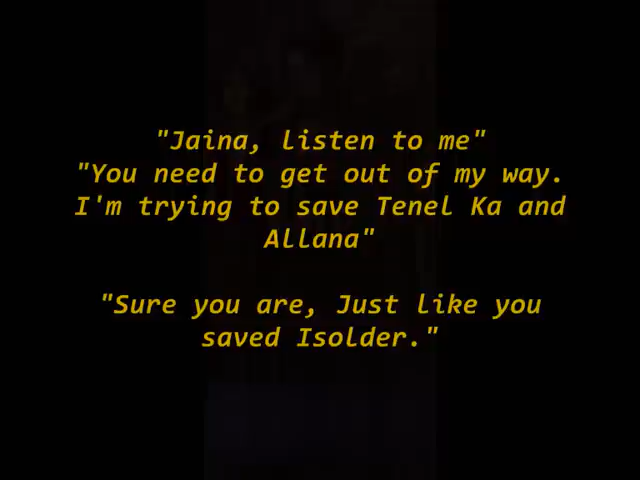 "Jaina, listen to me"
"You need to get out of my way.
I'm trying to save Tenel Ka and
Allana"
"Sure you are, Just like you
saved Isolder."